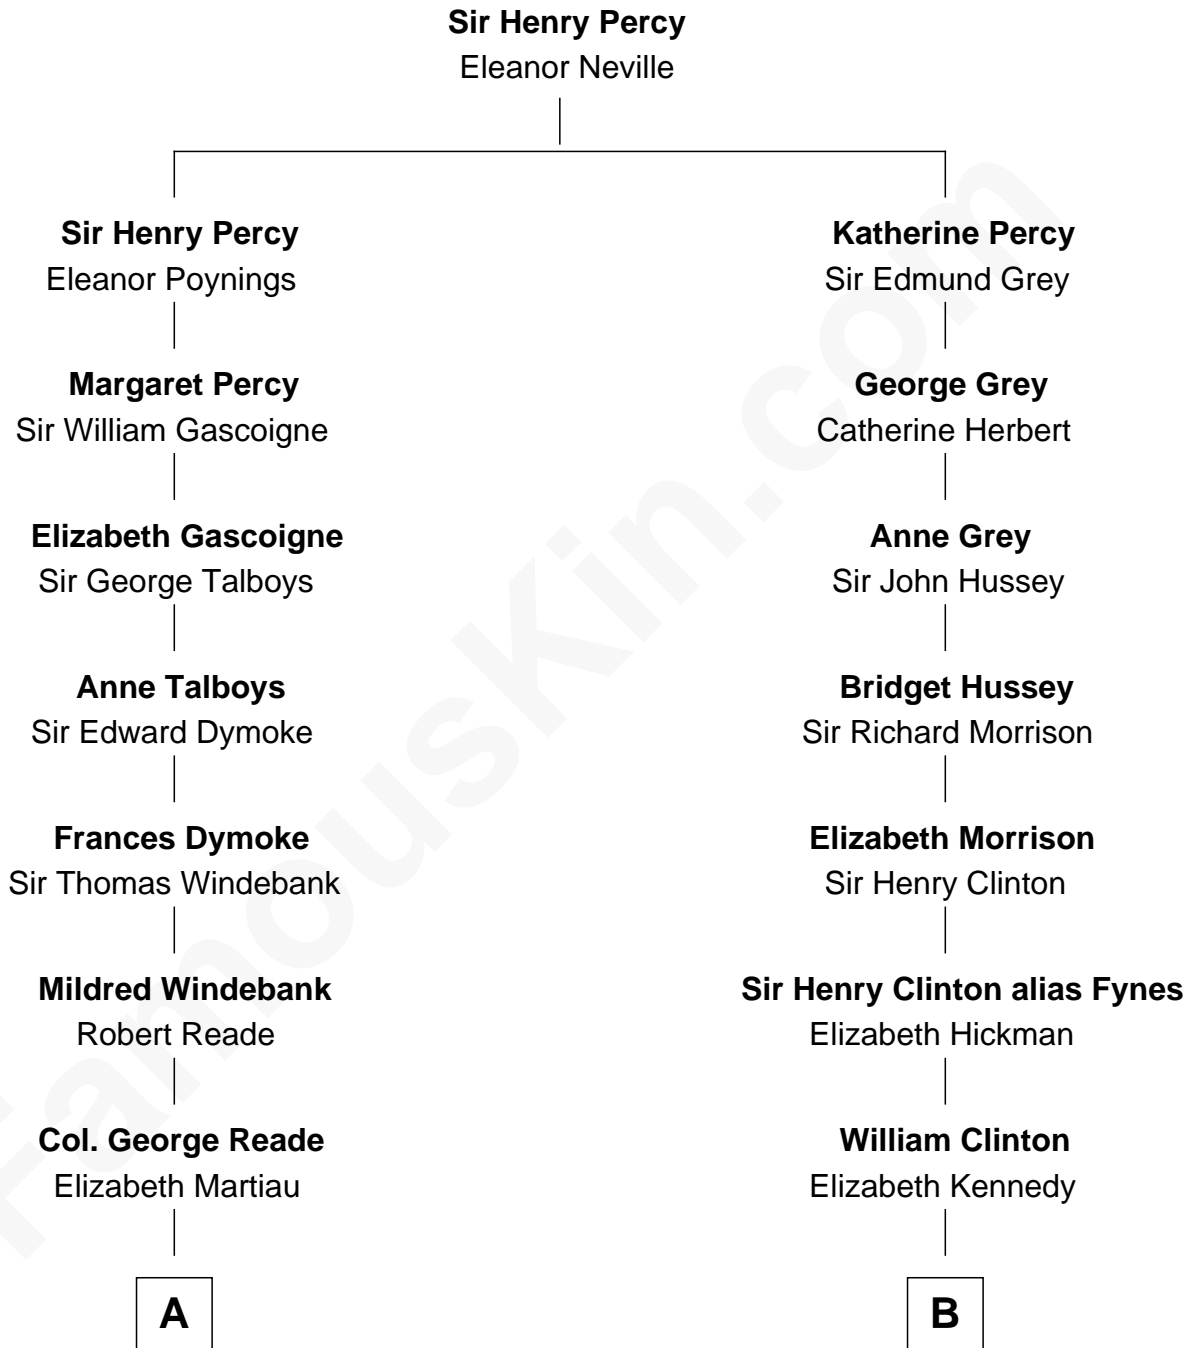 Sir Henry Percy
Eleanor Neville
Sir Henry Percy
Eleanor Poynings
Margaret Percy
Sir William Gascoigne
Elizabeth Gascoigne
Sir George Talboys
Anne Talboys
Sir Edward Dymoke
Frances Dymoke
Sir Thomas Windebank
Mildred Windebank
Robert Reade
Col. George Reade
Elizabeth Martiau
A
Katherine Percy
Sir Edmund Grey
George Grey
Catherine Herbert
Anne Grey
Sir John Hussey
Bridget Hussey
Sir Richard Morrison
Elizabeth Morrison
Sir Henry Clinton
Sir Henry Clinton alias Fynes
Elizabeth Hickman
William Clinton
Elizabeth Kennedy
B
FamousKin.com